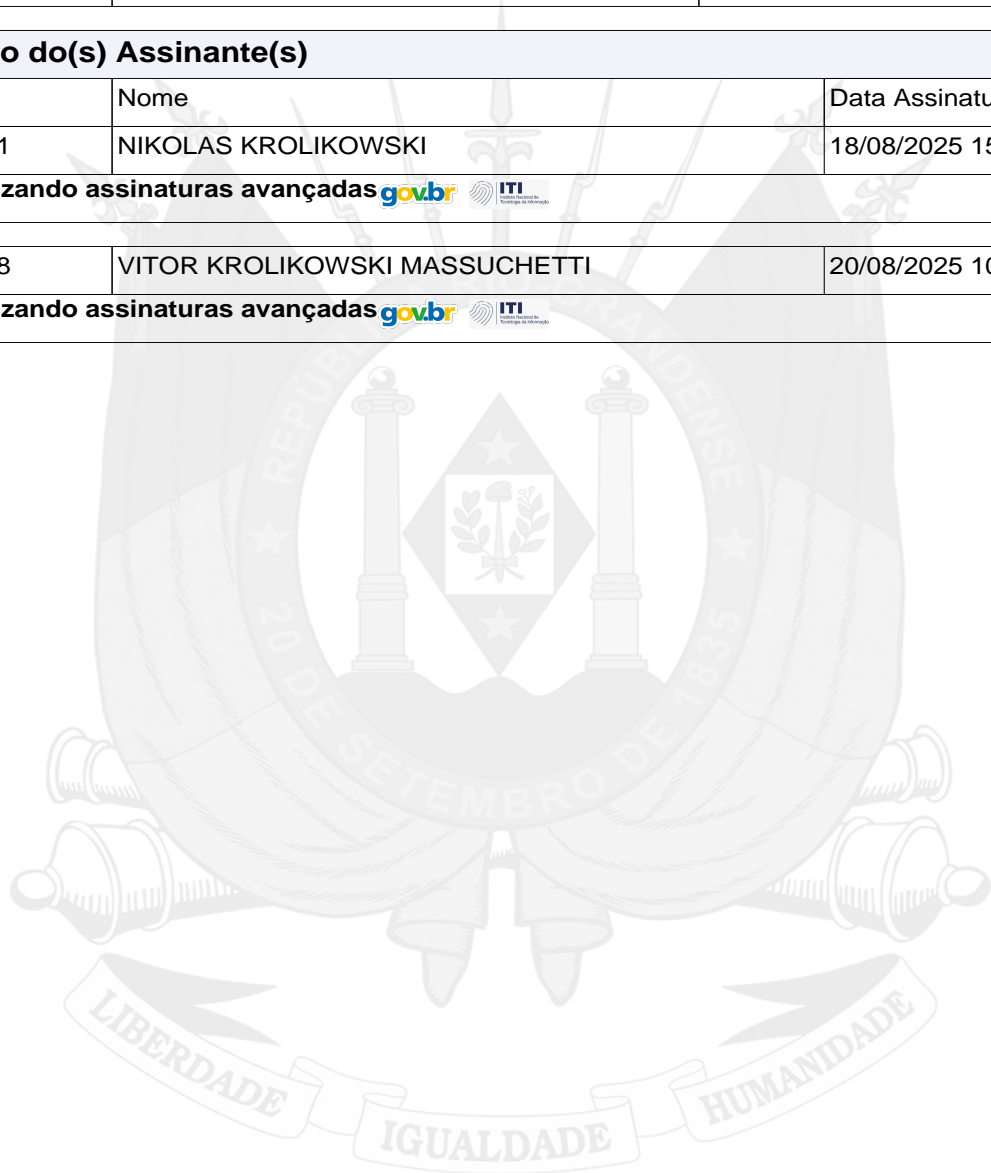 o do(s) Assinante(s)
Nome Data Assinatu
1 NIKOLAS KROLIKOWSKI 18/08/2025 15
zando assinaturas avançadas gov.br ITI
8 VITOR KROLIKOWSKI MASSUCHETTI 20/08/2025 10
zando assinaturas avançadas gov.br ITI
REPÚBLICA RIO GRANDENSE
20 DE SETEMBRO DE 1835
LIBERDADE IGUALDADE HUMANIDADE